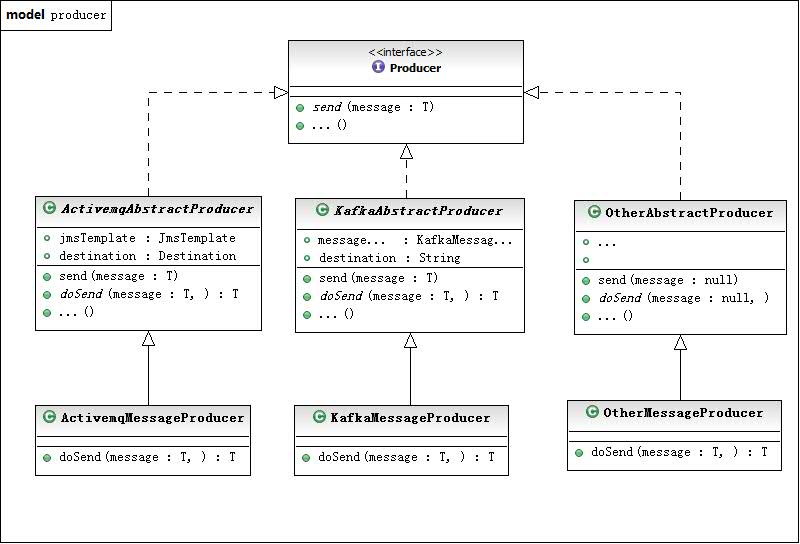 model producer
<<interface>>
Producer
send(message : T)
...()
ActivemqAbstractProducer
jmsTemplate : JmsTemplate
destination : Destination
send(message : T)
doSend(message : T, ) : T
...()
KafkaAbstractProducer
message... : KafkaMessag...
destination : String
send(message : T)
doSend(message : T, ) : T
...()
OtherAbstractProducer
...
send(message : null)
doSend(message : null, )
...()
ActivemqMessageProducer
doSend(message : T, ) : T
KafkaMessageProducer
doSend(message : T, ) : T
OtherMessageProducer
doSend(message : T, ) : T